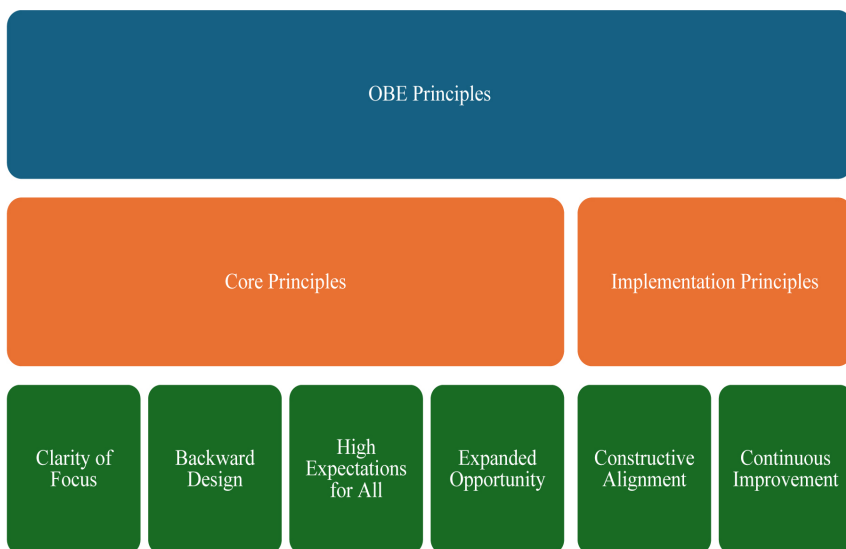 OBE Principles
Core Principles
Implementation Principles
Clarity of
Focus
Backward
Design
High
Expectations
for All
Expanded
Opportunity
Constructive
Alignment
Continuous
Improvement